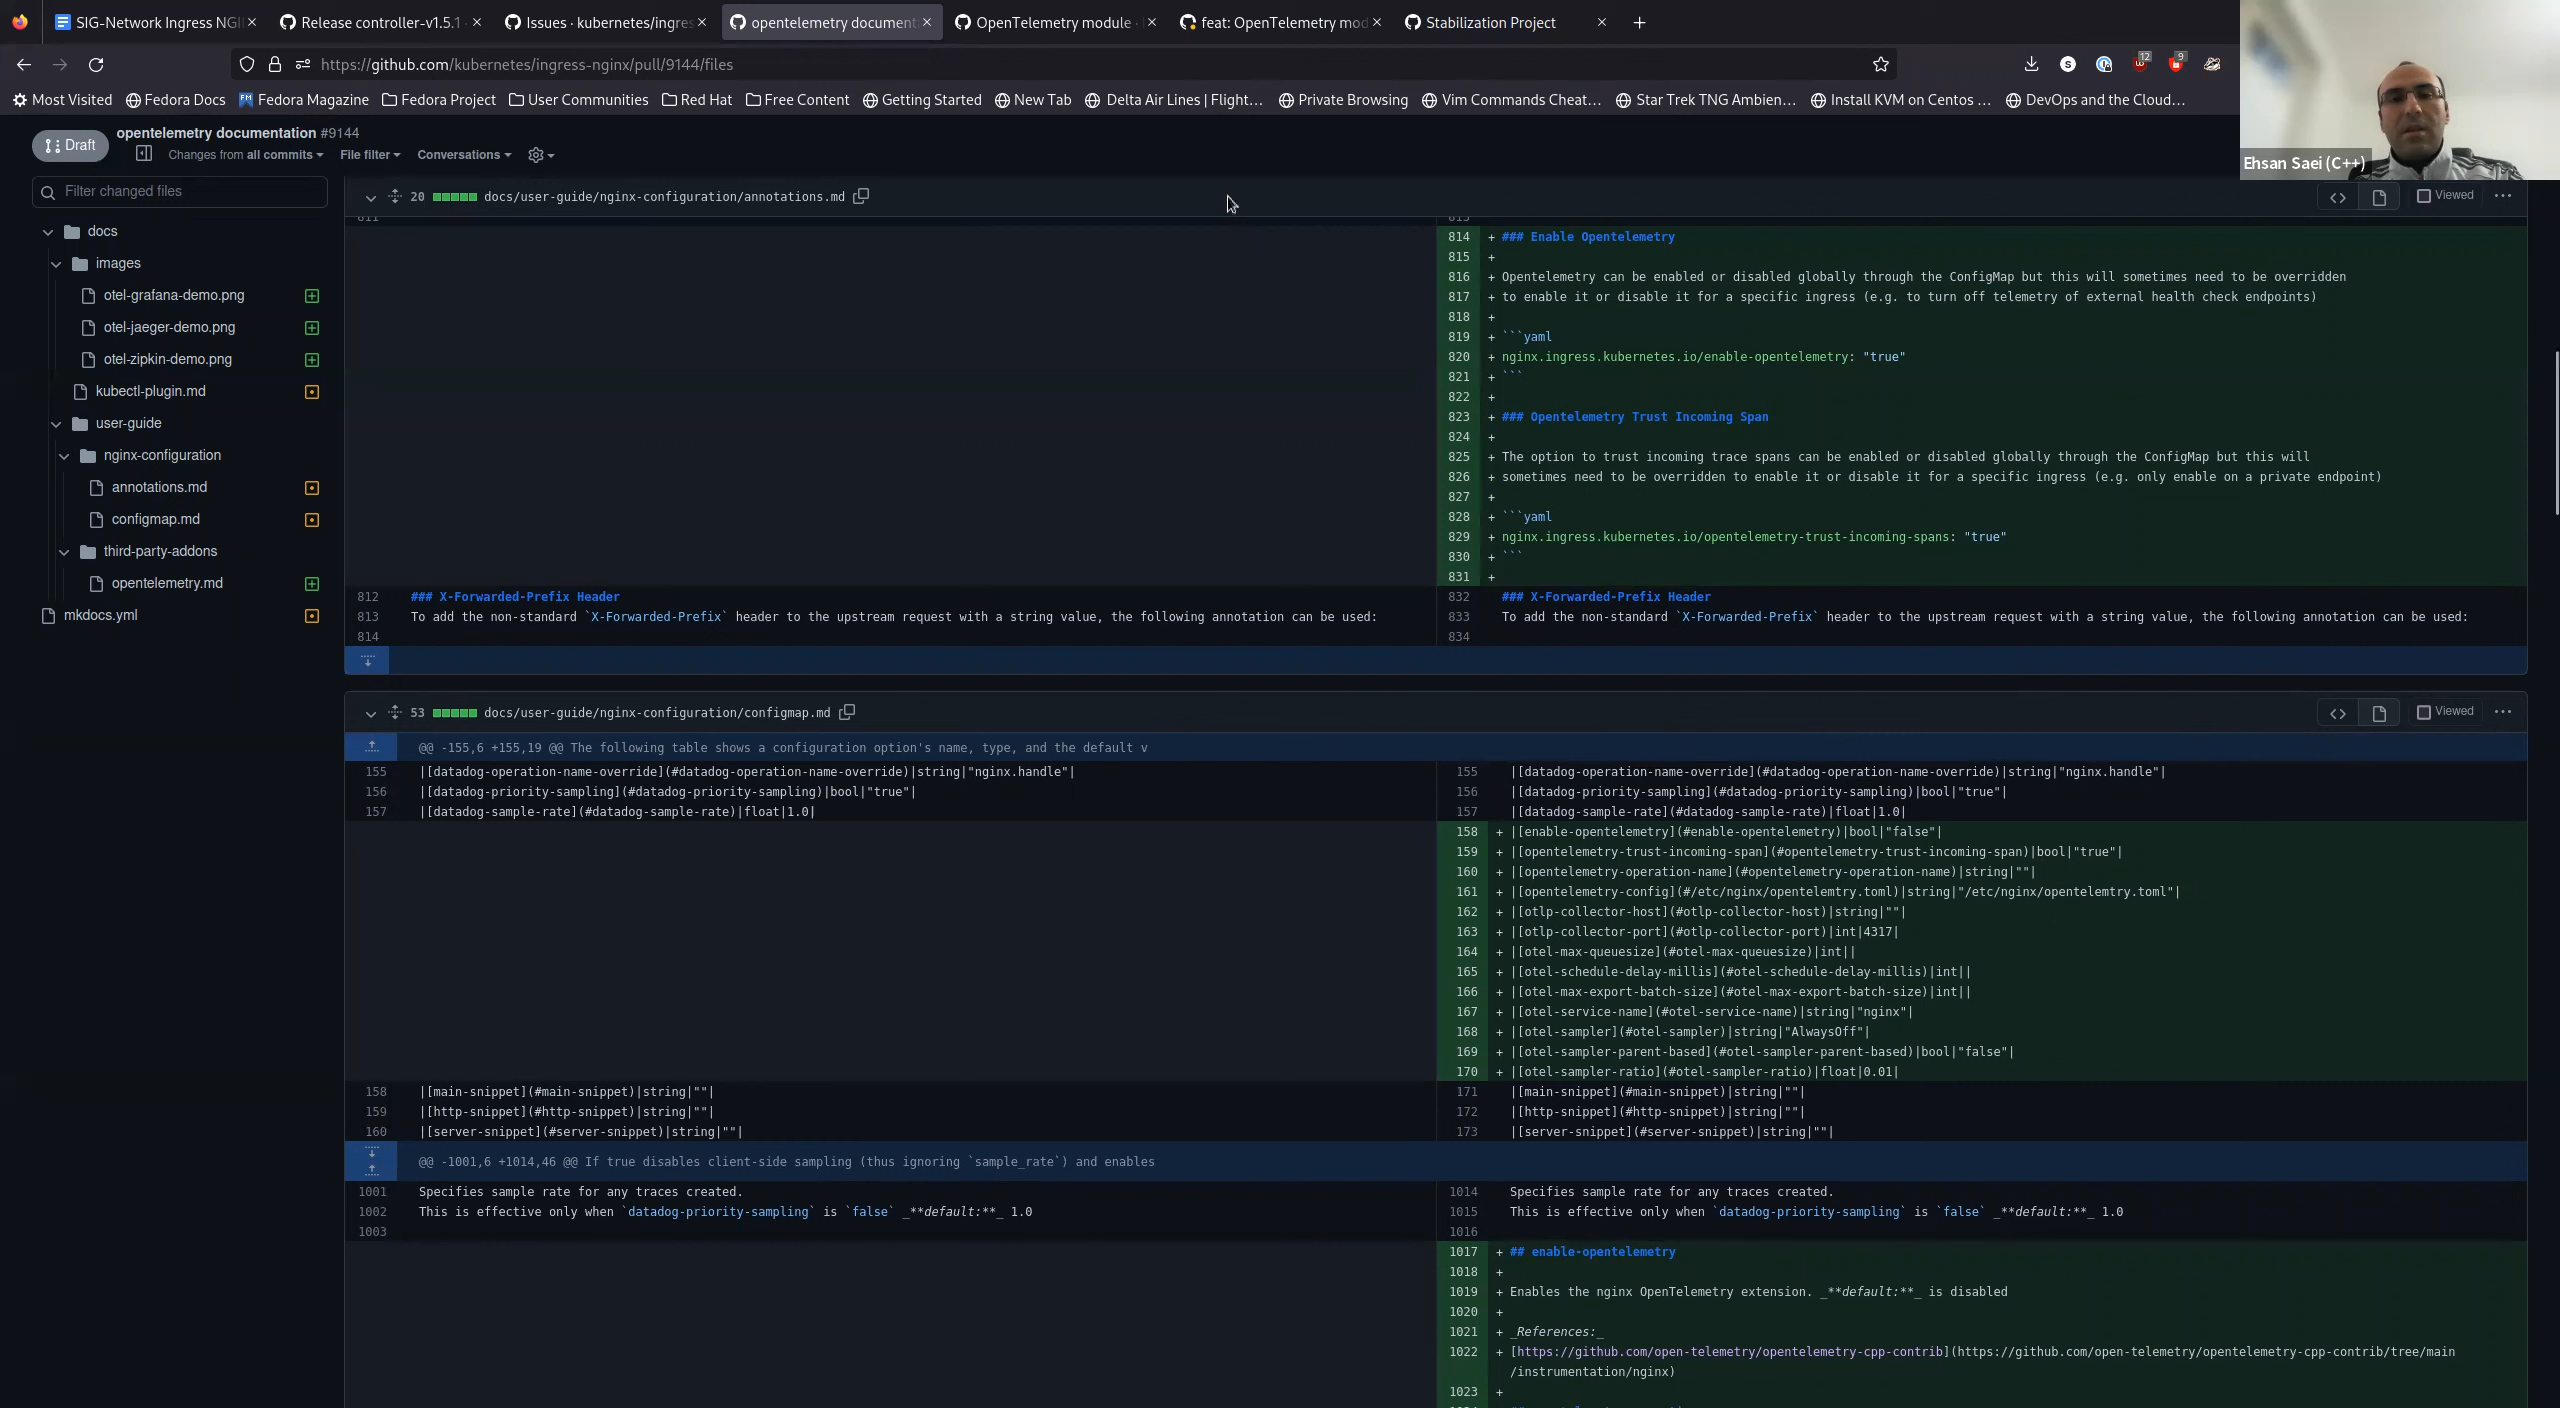 SIG-Network Ingress NGI
Release controller-v1.5.1
Issues · kubernetes/ingres
opentelemetry document
OpenTelemetry module ·
feat: OpenTelemetry mod
Stabilization Project
https://github.com/kubernetes/ingress-nginx/pull/9144/files
12
9
Most Visited
Fedora Docs
Fedora Magazine
Fedora Project
User Communities
Red Hat
Free Content
Getting Started
New Tab
Delta Air Lines | Flight…
Private Browsing
Vim Commands Cheat…
Star Trek TNG Ambien…
Install KVM on Centos …
DevOps and the Cloud…
Ehsan Saei (C++)
Draft
opentelemetry documentation #9144
Changes from all commits
File filter
Conversations
Filter changed files
docs
images
otel-grafana-demo.png
otel-jaeger-demo.png
otel-zipkin-demo.png
kubectl-plugin.md
user-guide
nginx-configuration
annotations.md
configmap.md
third-party-addons
opentelemetry.md
mkdocs.yml
20 docs/user-guide/nginx-configuration/annotations.md
Viewed
814 + ### Enable Opentelemetry
815 +
816 + Opentelemetry can be enabled or disabled globally through the ConfigMap but this will sometimes need to be overridden
817 + to enable it or disable it for a specific ingress (e.g. to turn off telemetry of external health check endpoints)
818 +
819 + ```yaml
820 + nginx.ingress.kubernetes.io/enable-opentelemetry: "true"
821 + ```
822 +
823 + ### Opentelemetry Trust Incoming Span
824 +
825 + The option to trust incoming trace spans can be enabled or disabled globally through the ConfigMap but this will
826 + sometimes need to be overridden to enable it or disable it for a specific ingress (e.g. only enable on a private endpoint)
827 +
828 + ```yaml
829 + nginx.ingress.kubernetes.io/opentelemetry-trust-incoming-spans: "true"
830 + ```
831 +
812 ### X-Forwarded-Prefix Header
832 ### X-Forwarded-Prefix Header
813 To add the non-standard `X-Forwarded-Prefix` header to the upstream request with a string value, the following annotation can be used:
833 To add the non-standard `X-Forwarded-Prefix` header to the upstream request with a string value, the following annotation can be used:
814
834
53 docs/user-guide/nginx-configuration/configmap.md
Viewed
@@ -155,6 +155,19 @@ The following table shows a configuration option's name, type, and the default v
155 |[datadog-operation-name-override](#datadog-operation-name-override)|string|"nginx.handle"|
155 |[datadog-operation-name-override](#datadog-operation-name-override)|string|"nginx.handle"|
156 |[datadog-priority-sampling](#datadog-priority-sampling)|bool|"true"|
156 |[datadog-priority-sampling](#datadog-priority-sampling)|bool|"true"|
157 |[datadog-sample-rate](#datadog-sample-rate)|float|1.0|
157 |[datadog-sample-rate](#datadog-sample-rate)|float|1.0|
158 + |[enable-opentelemetry](#enable-opentelemetry)|bool|"false"|
159 + |[opentelemetry-trust-incoming-span](#opentelemetry-trust-incoming-span)|bool|"true"|
160 + |[opentelemetry-operation-name](#opentelemetry-operation-name)|string|""|
161 + |[opentelemetry-config](#/etc/nginx/opentelemtry.toml)|string|"/etc/nginx/opentelemtry.toml"|
162 + |[otlp-collector-host](#otlp-collector-host)|string|""|
163 + |[otlp-collector-port](#otlp-collector-port)|int|4317|
164 + |[otel-max-queuesize](#otel-max-queuesize)|int||
165 + |[otel-schedule-delay-millis](#otel-schedule-delay-millis)|int||
166 + |[otel-max-export-batch-size](#otel-max-export-batch-size)|int||
167 + |[otel-service-name](#otel-service-name)|string|"nginx"|
168 + |[otel-sampler](#otel-sampler)|string|"AlwaysOff"|
169 + |[otel-sampler-parent-based](#otel-sampler-parent-based)|bool|"false"|
170 + |[otel-sampler-ratio](#otel-sampler-ratio)|float|0.01|
158 |[main-snippet](#main-snippet)|string|""|
171 |[main-snippet](#main-snippet)|string|""|
159 |[http-snippet](#http-snippet)|string|""|
172 |[http-snippet](#http-snippet)|string|""|
160 |[server-snippet](#server-snippet)|string|""|
173 |[server-snippet](#server-snippet)|string|""|
@@ -1001,6 +1014,46 @@ If true disables client-side sampling (thus ignoring `sample_rate`) and enables
1001 Specifies sample rate for any traces created.
1014 Specifies sample rate for any traces created.
1002 This is effective only when `datadog-priority-sampling` is `false` _**default:**_ 1.0
1015 This is effective only when `datadog-priority-sampling` is `false` _**default:**_ 1.0
1003
1016
1017 + ## enable-opentelemetry
1018 +
1019 + Enables the nginx OpenTelemetry extension. _**default:**_ is disabled
1020 +
1021 + _References:_
1022 + [https://github.com/open-telemetry/opentelemetry-cpp-contrib](https://github.com/open-telemetry/opentelemetry-cpp-contrib/tree/main
/instrumentation/nginx)
1023 +